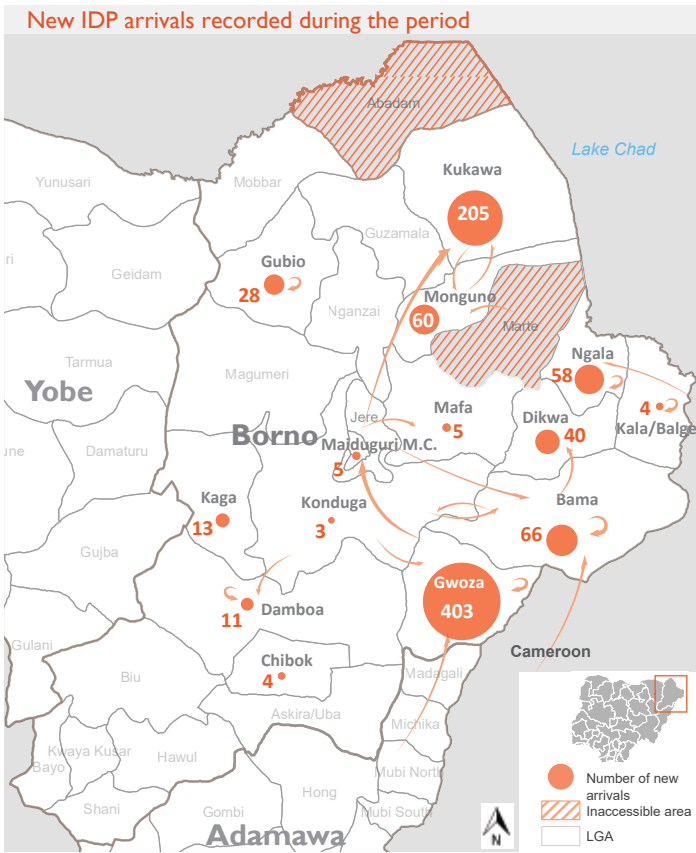 New IDP arrivals recorded during the period
Abadam
Lake Chad
Kukawa
205
Yunusari
Mobbar
Guzamala
Gubio
28
Geidam
Nganzai
Monguno
60
Marte
Ngala
58
Tarmua
Yobe
Magumeri
Jere
Mafa
5
Dikwa
40
4
Kala/Balge
Borno
Maiduguri M.C.
5
Damaturu
Kaga
13
Konduga
3
Bama
66
Gujba
Gwoza
403
Damboa
11
Gulani
Cameroon
Chibok
4
Biu
Madagali
Askira/Uba
Michika
Kwaya Kusar
Bayo
Hawul
Mubi North
Hong
Shani
Gombi
Mubi South
Adamawa
N
Number of new
arrivals
Inaccessible area
LGA